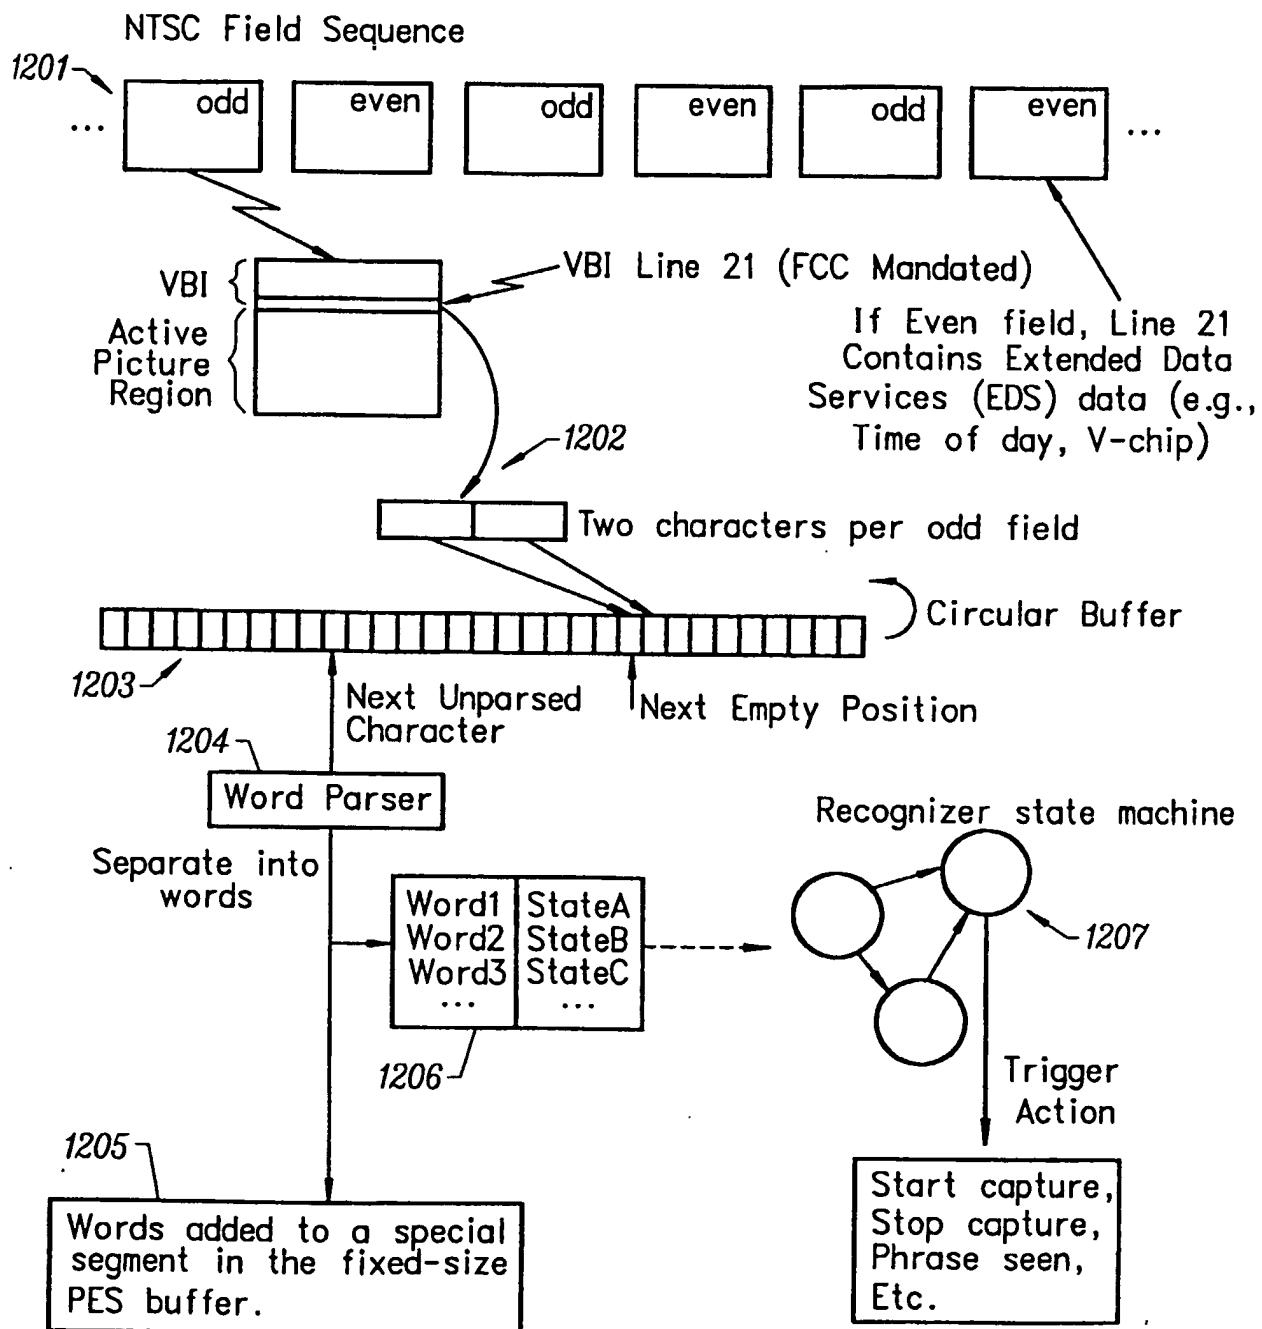 NTSC Field Sequence
1201
... odd even odd even odd even ...
VBI Line 21 (FCC Mandated)
VBI
Active
Picture
Region
If Even field, Line 21
Contains Extended Data
Services (EDS) data (e.g.,
Time of day, V-chip)
1202
Two characters per odd field
Circular Buffer
1203
Next Unparsed
Character
Next Empty Position
1204
Word Parser
Separate into
words
Recognizer state machine
Word1 StateA
Word2 StateB
Word3 StateC
... ...
1206
1207
Trigger
Action
1205
Words added to a special
segment in the fixed-size
PES buffer.
Start capture,
Stop capture,
Phrase seen,
Etc.